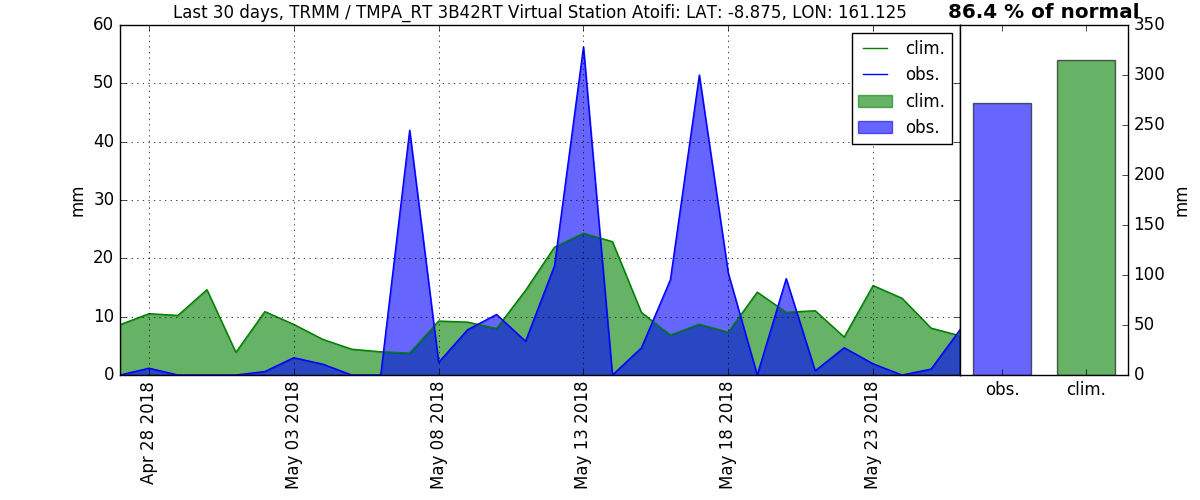 Last 30 days, TRMM / TMPA_RT 3B42RT Virtual Station Atoifi: LAT: -8.875, LON: 161.125
86.4 % of normal
60
50
40
30
20
10
0
mm
clim.
obs.
clim.
obs.
Apr 28 2018
May 03 2018
May 08 2018
May 13 2018
May 18 2018
May 23 2018
350
300
250
200
150
100
50
0
mm
obs.
clim.